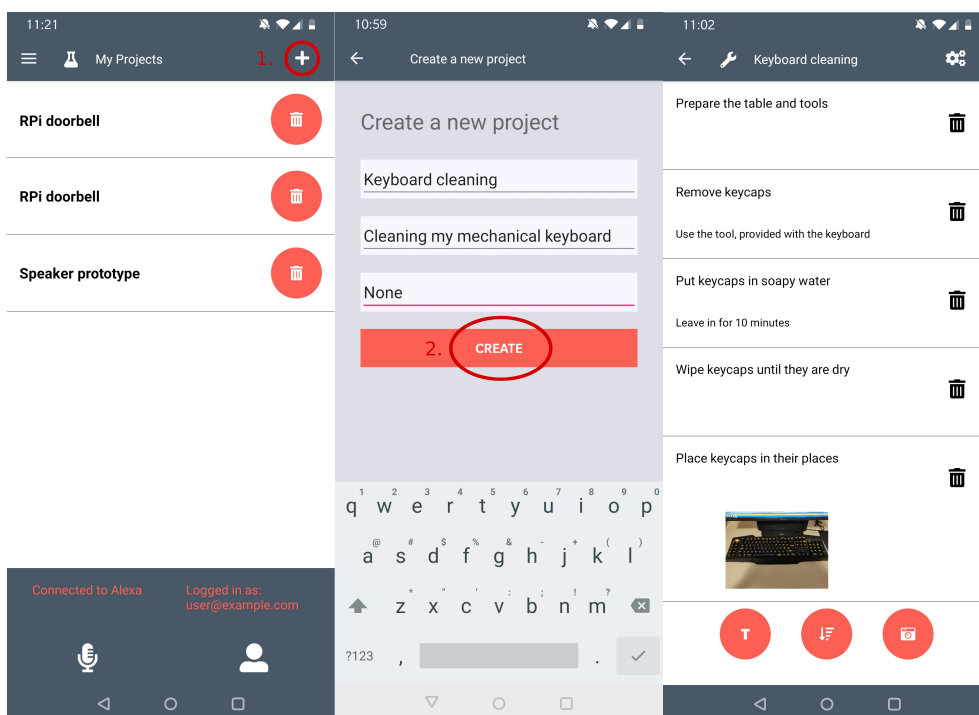 11:21
My Projects
1.
RPi doorbell
RPi doorbell
Speaker prototype
Connected to Alexa
Logged in as:
user@example.com
10:59
Create a new project
Create a new project
Keyboard cleaning
Cleaning my mechanical keyboard
None
2.
CREATE
1 2 3 4 5 6 7 8 9 0
q w e r t y u i o p
@ # $ % & - + ( )
a s d f g h j k l
* " ' : ; ! ?
z x c v b n m
?123 , .
11:02
Keyboard cleaning
Prepare the table and tools
Remove keycaps
Use the tool, provided with the keyboard
Put keycaps in soapy water
Leave in for 10 minutes
Wipe keycaps until they are dry
Place keycaps in their places
T